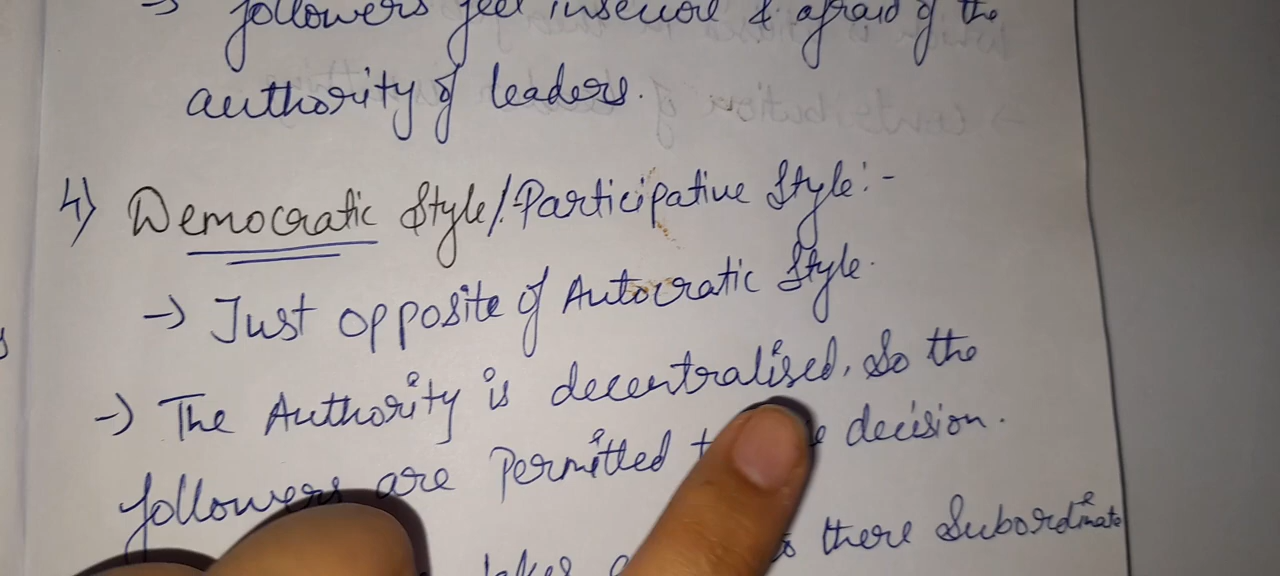 → followers feel insecure & afraid of the
authority of leaders.
4) Democratic Style/Participative Style:-
→ Just opposite of Autocratic Style.
→ The Authority is decentralised. So the
followers are Permitted decision.
there Subordinate